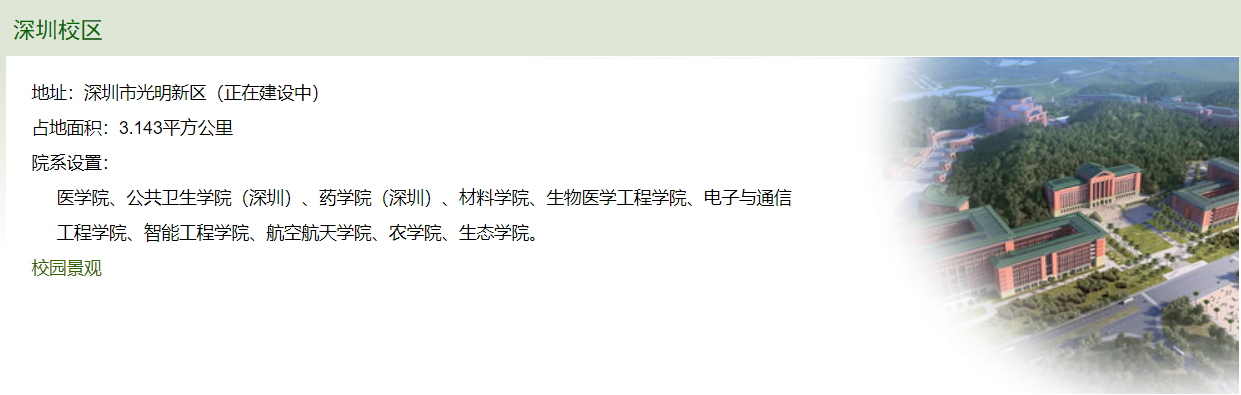 深圳校区
地址：深圳市光明新区（正在建设中）
占地面积：3.143平方公里
院系设置：
医学院、公共卫生学院（深圳）、药学院（深圳）、材料学院、生物医学工程学院、电子与通信
工程学院、智能工程学院、航空航天学院、农学院、生态学院。
校园景观